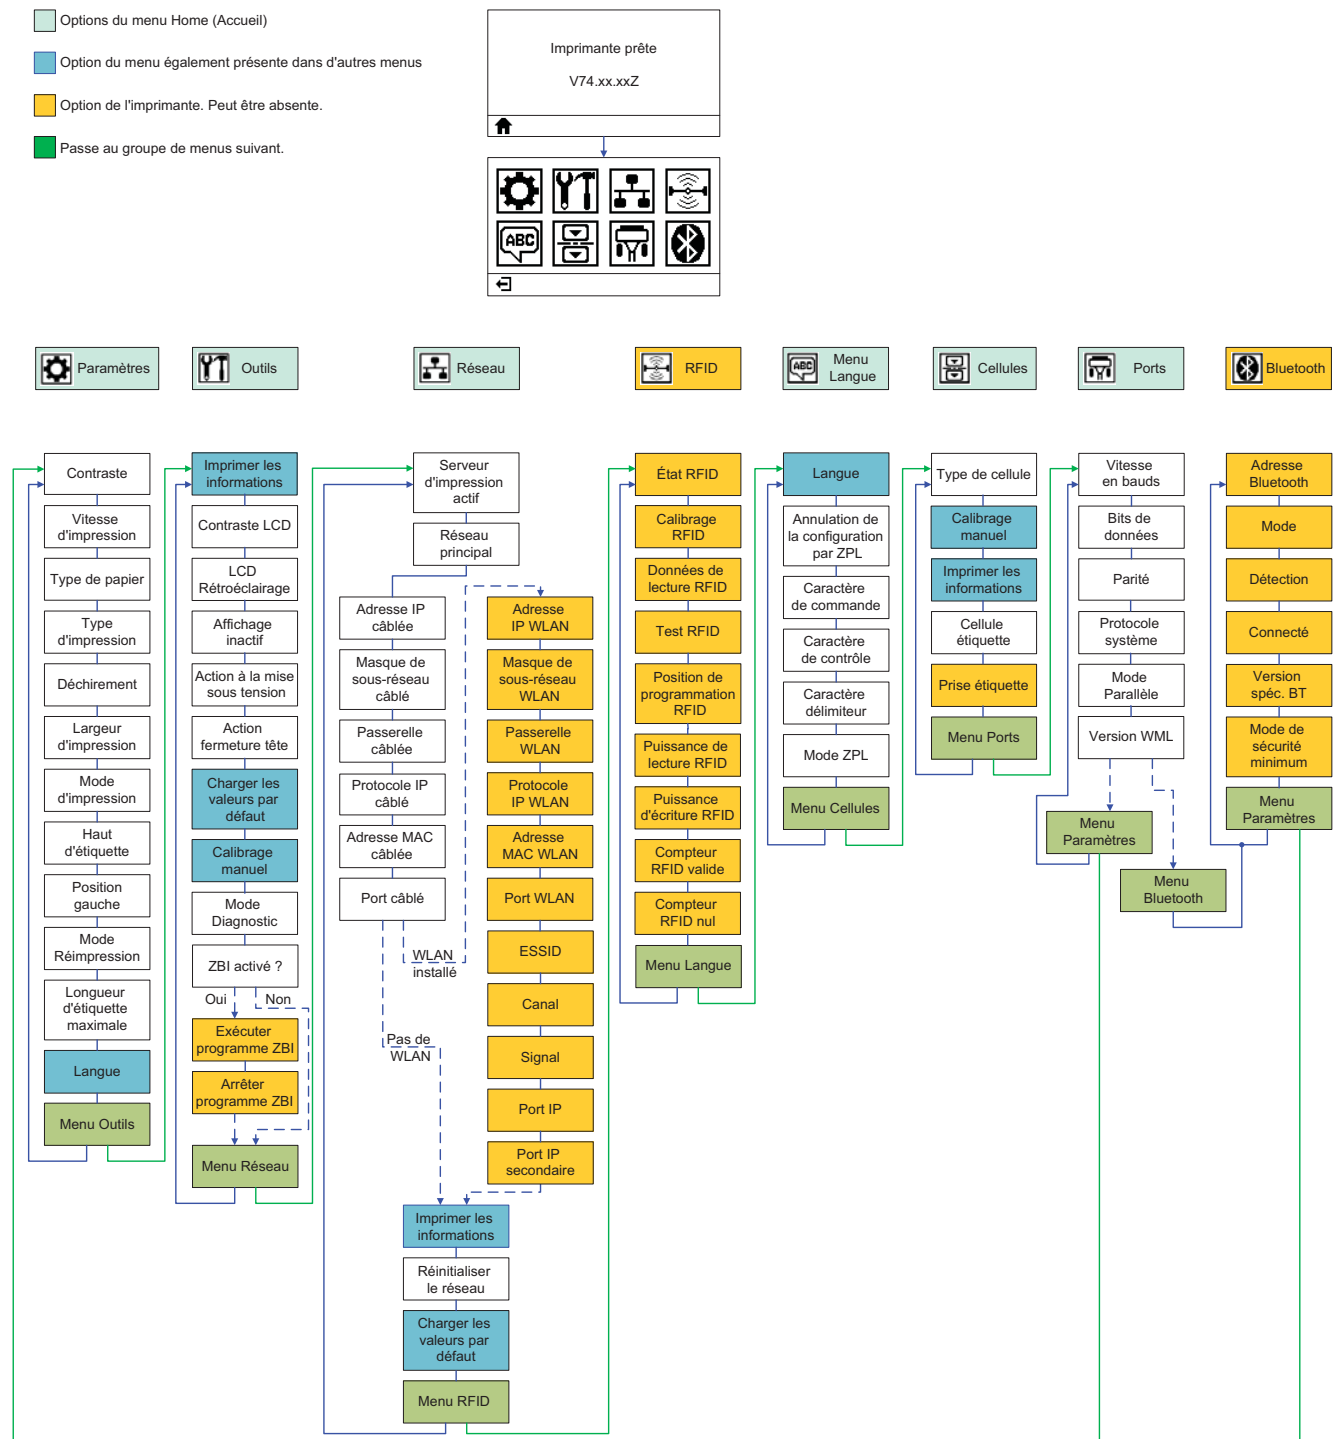 Options du menu Home (Accueil)
Option du menu également présente dans d'autres menus
Option de l'imprimante. Peut être absente.
Passe au groupe de menus suivant.
Imprimante prête
V74.xx.xxZ
ABC
Paramètres
Outils
Réseau
RFID
ABC
Menu
Langue
Cellules
Ports
Bluetooth
Contraste
Vitesse
d'impression
Type de papier
Type
d'impression
Déchirement
Largeur
d'impression
Mode
d'impression
Haut
d'étiquette
Position
gauche
Mode
Réimpression
Longueur
d'étiquette
maximale
Langue
Menu Outils
Imprimer les
informations
Contraste LCD
LCD
Rétroéclairage
Affichage
inactif
Action à la mise
sous tension
Action
fermeture tête
Charger les
valeurs par
défaut
Calibrage
manuel
Mode
Diagnostic
ZBI activé ?
Oui
Non
Exécuter
programme ZBI
Arrêter
programme ZBI
Menu Réseau
Serveur
d'impression
actif
Réseau
principal
Adresse IP
câblée
Masque de
sous-réseau
câblé
Passerelle
câblée
Protocole IP
câblé
Adresse MAC
câblée
Port câblé
WLAN
installé
Pas de
WLAN
Adresse
IP WLAN
Masque de
sous-réseau
WLAN
Passerelle
WLAN
Protocole
IP WLAN
Adresse
MAC WLAN
Port WLAN
ESSID
Canal
Signal
Port IP
Port IP
secondaire
Imprimer les
informations
Réinitialiser
le réseau
Charger les
valeurs par
défaut
Menu RFID
État RFID
Calibrage
RFID
Données de
lecture RFID
Test RFID
Position de
programmation
RFID
Puissance de
lecture RFID
Puissance
d'écriture RFID
Compteur
RFID valide
Compteur
RFID nul
Menu Langue
Langue
Annulation de
la configuration
par ZPL
Caractère
de commande
Caractère
de contrôle
Caractère
délimiteur
Mode ZPL
Menu Cellules
Type de cellule
Calibrage
manuel
Imprimer les
informations
Cellule
étiquette
Prise étiquette
Menu Ports
Vitesse
en bauds
Bits de
données
Parité
Protocole
système
Mode
Parallèle
Version WML
Menu
Paramètres
Menu
Bluetooth
Adresse
Bluetooth
Mode
Détection
Connecté
Version
spéc. BT
Mode de
sécurité
minimum
Menu
Paramètres